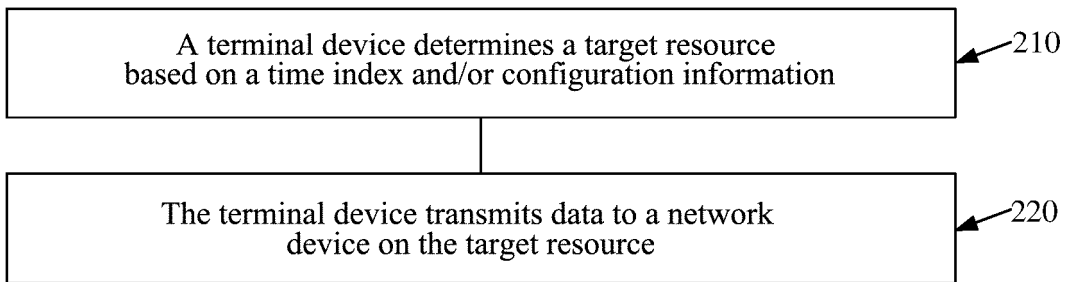 A terminal device determines a target resource
based on a time index and/or configuration information
210
The terminal device transmits data to a network
device on the target resource
220